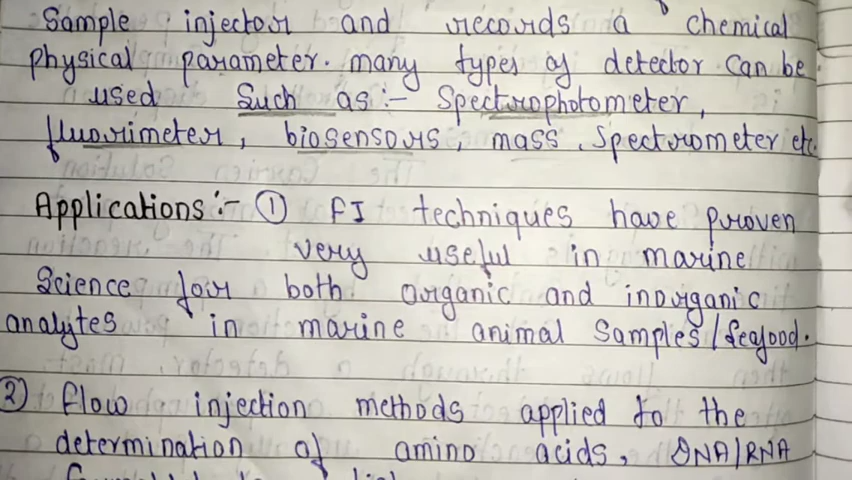 Sample injector and records a chemical
physical parameter. many types of detector can be
used Such as:- Spectrophotometer,
fluorimeter, biosensors, mass, Spectrometer etc.
Applications:- ① FI techniques have proven
very useful in marine
Science for both organic and inorganic
analytes in marine animal Samples/Seafood.
② flow injection methods applied to the
determination of amino acids, DNA/RNA